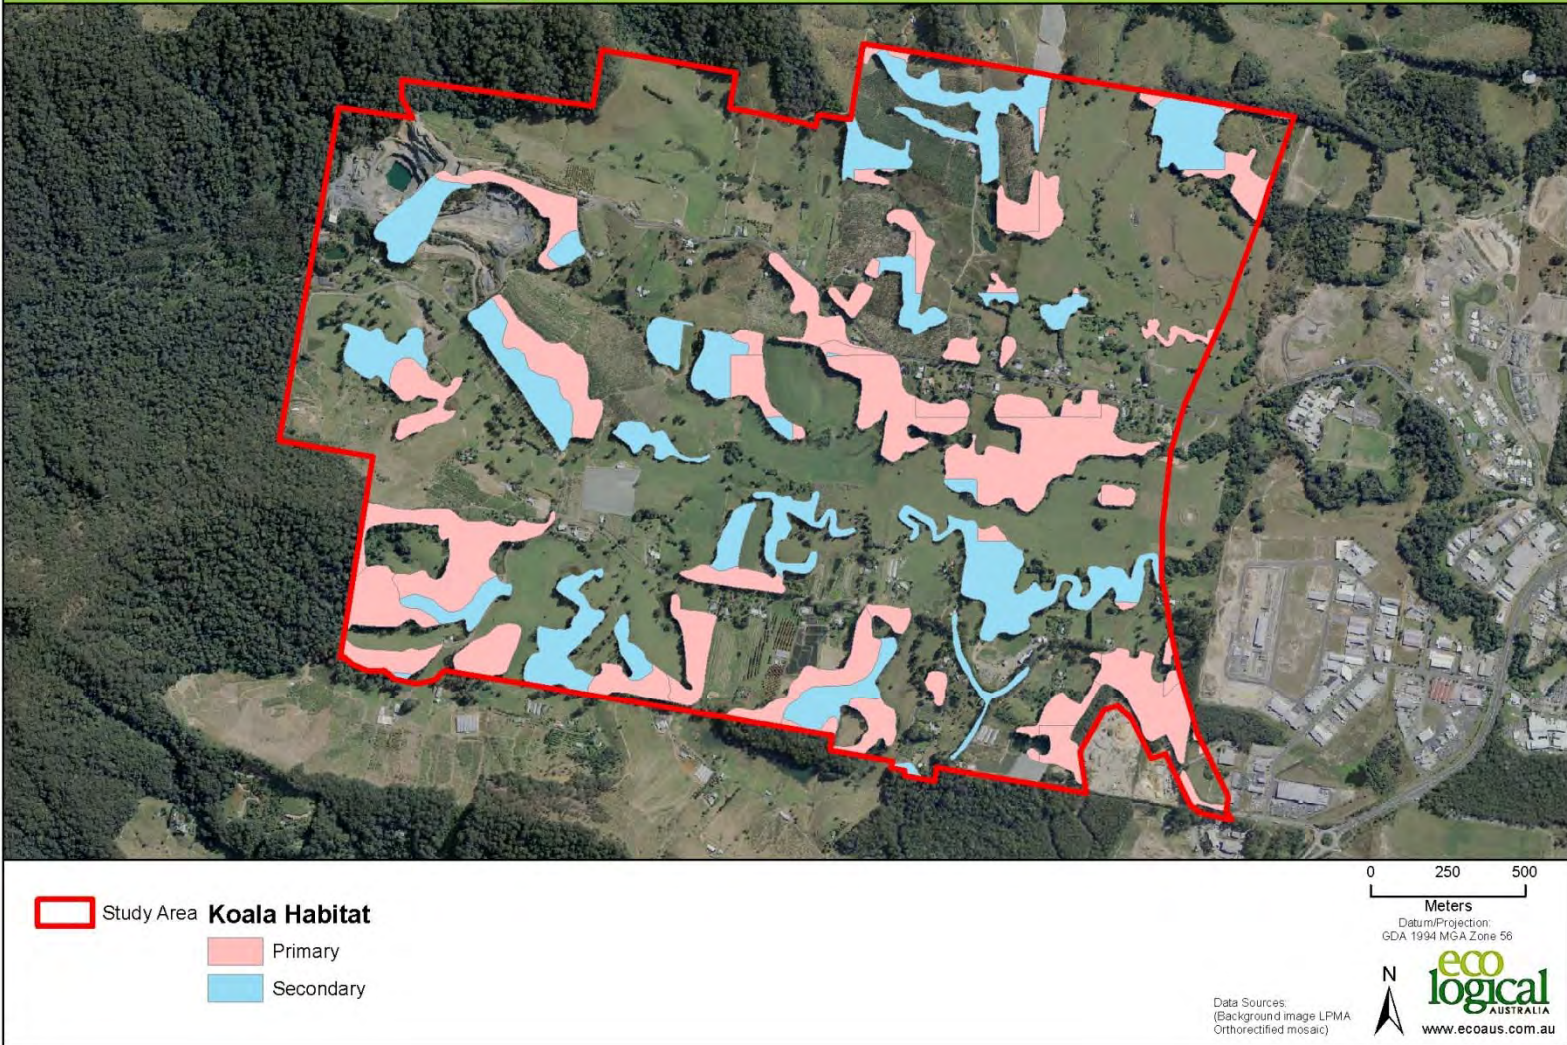 Study Area
Koala Habitat
Primary
Secondary
0 250 500
Meters
Datum/Projection:
GDA 1994 MGA Zone 56
Data Sources:
(Background image LPMA
Orthorectified mosaic)
N
eco
logical
AUSTRALIA
www.ecoaus.com.au